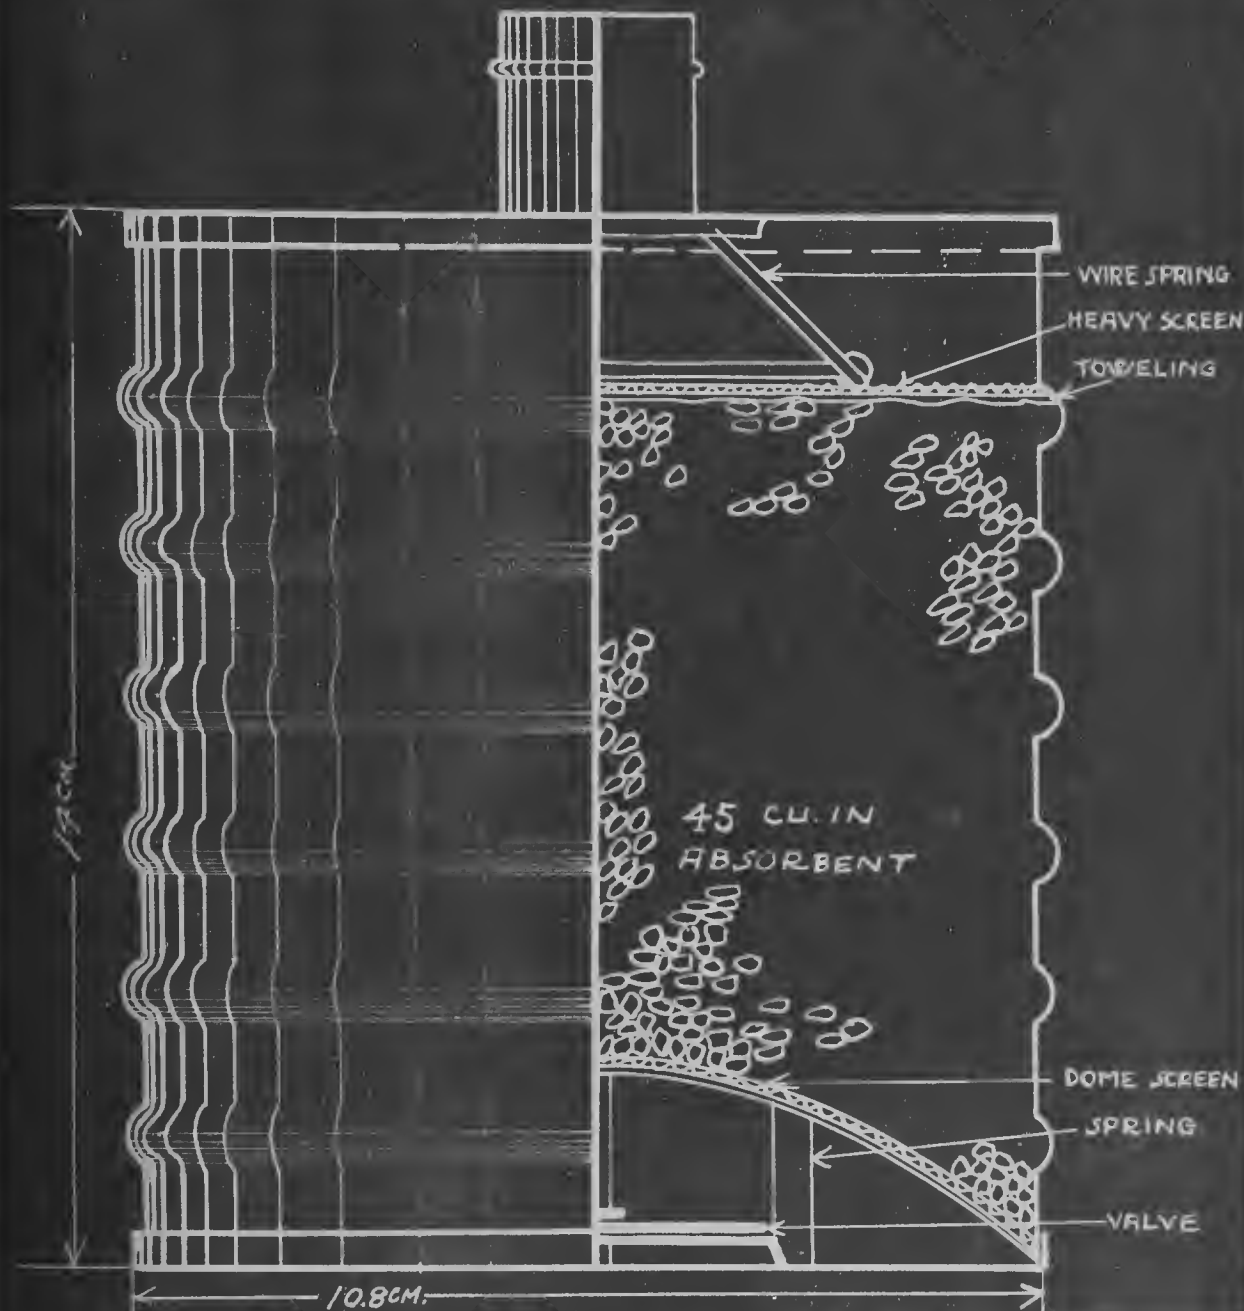 WIRE SPRING
HEAVY SCREEN
TOWELING
45 CU. IN
ABSORBENT
DOME SCREEN
SPRING
VALVE
10.8CM.